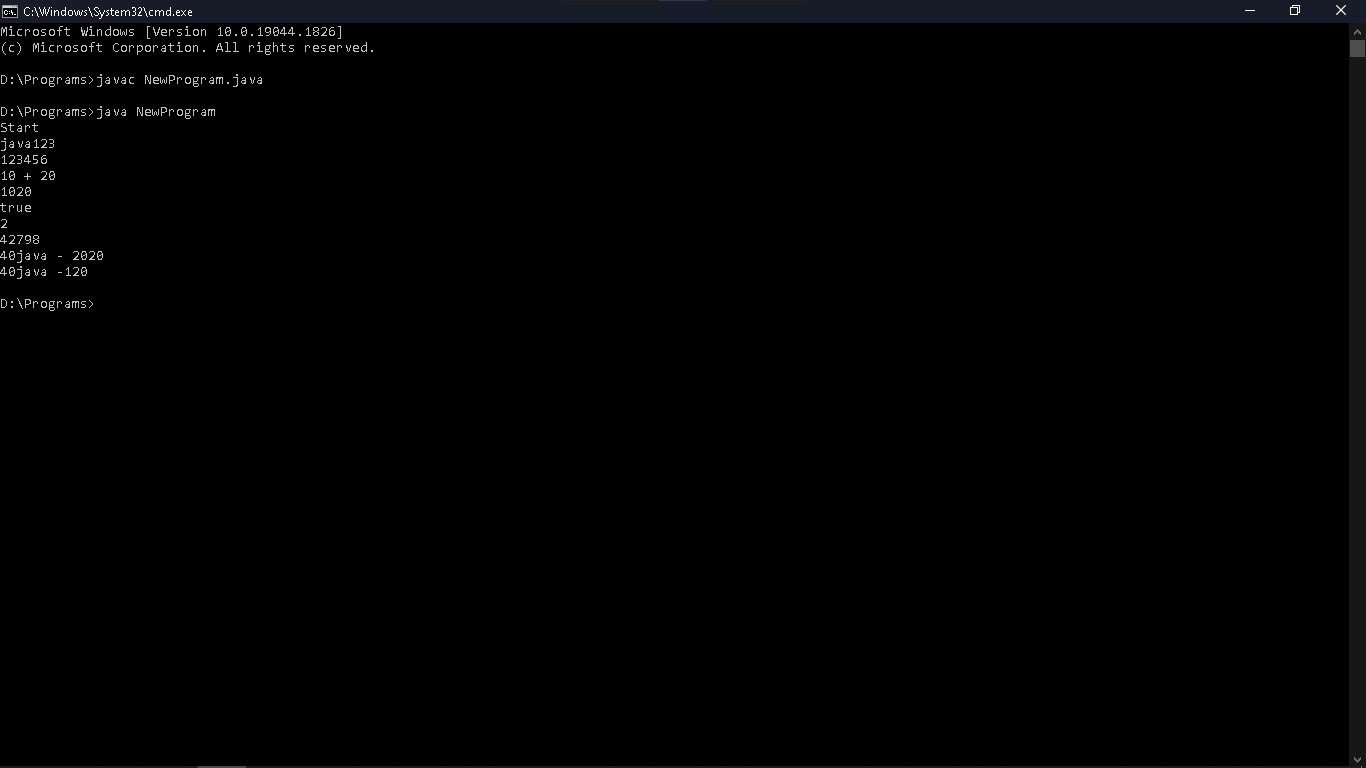 C:\Windows\System32\cmd.exe
Microsoft Windows [Version 10.0.19044.1826]
(c) Microsoft Corporation. All rights reserved.
D:\Programs>javac NewProgram.java
D:\Programs>java NewProgram
Start
java123
123456
10 + 20
1020
true
2
42798
40java - 2020
40java -120
D:\Programs>